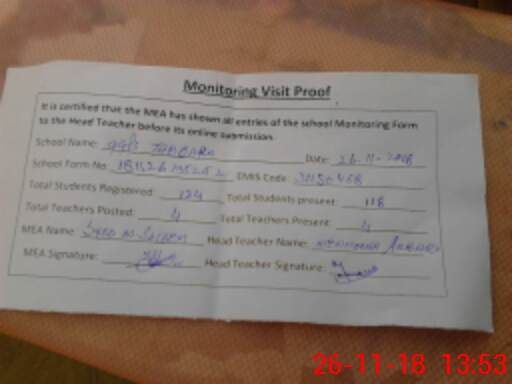 Monitoring Visit Proof
It is certified that the MEA has shown all entries of the school Monitoring Form
to the Head Teacher before its online submission.
School Name: GGPS Date: 26-11-2018
School Form No: EMIS Code:
Total Students Registered: 124 Total Students present: 118
Total Teachers Posted: 4 Total Teachers Present: 4
MEA Name: Head Teacher Name:
MEA Signature: Head Teacher Signature:
26-11-18 13:53